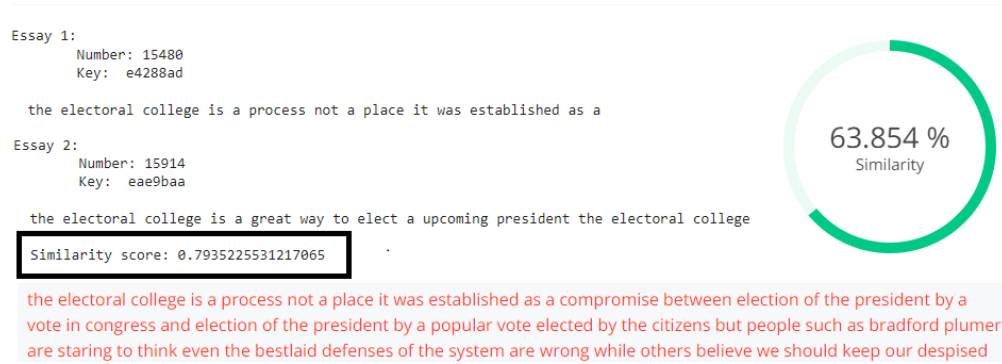 Essay 1:
Number: 15480
Key: e4288ad
the electoral college is a process not a place it was established as a
Essay 2:
Number: 15914
Key: eae9baa
the electoral college is a great way to elect a upcoming president the electoral college
Similarity score: 0.7935225531217065
63.854 %
Similarity
the electoral college is a process not a place it was established as a compromise between election of the president by a
vote in congress and election of the president by a popular vote elected by the citizens but people such as bradford plumer
are staring to think even the bestlaid defenses of the system are wrong while others believe we should keep our despised